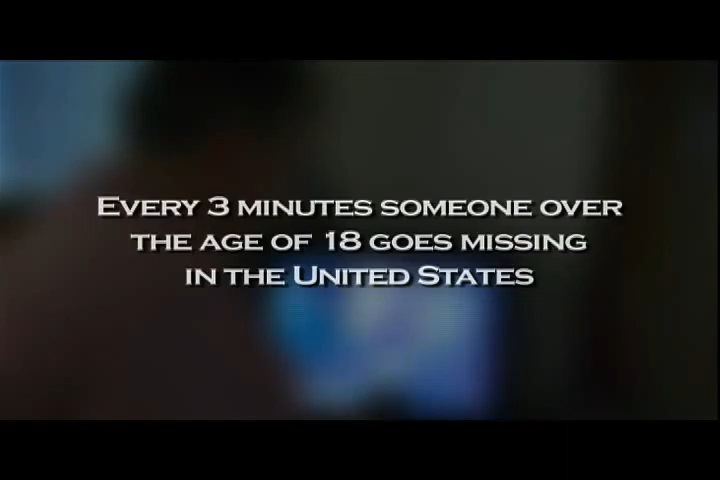 Every 3 minutes someone over
the age of 18 goes missing
in the United States